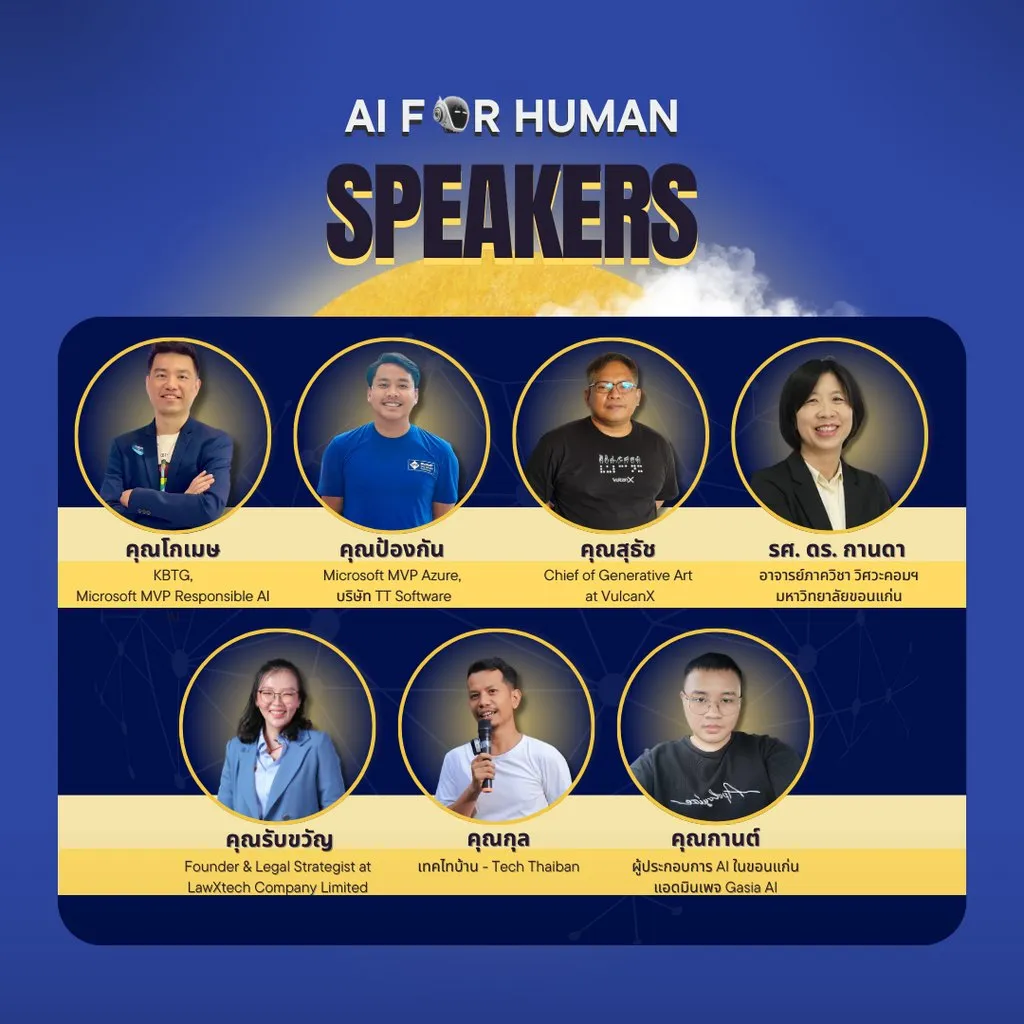 AI FOR HUMAN
SPEAKERS
คุณโกเมษ
KBTG,
Microsoft MVP Responsible AI
คุณป้องกัน
Microsoft MVP Azure,
บริษัท TT Software
คุณสุธัช
Chief of Generative Art
at VulcanX
รศ. ดร. กานดา
อาจารย์ภาควิชา วิศวะคอมฯ
มหาวิทยาลัยขอนแก่น
คุณรับขวัญ
Founder & Legal Strategist at
LawXtech Company Limited
คุณกุล
เทคไทบ้าน - Tech Thaiban
คุณกานต์
ผู้ประกอบการ AI ในขอนแก่น
แอดมินเพจ Gasia AI